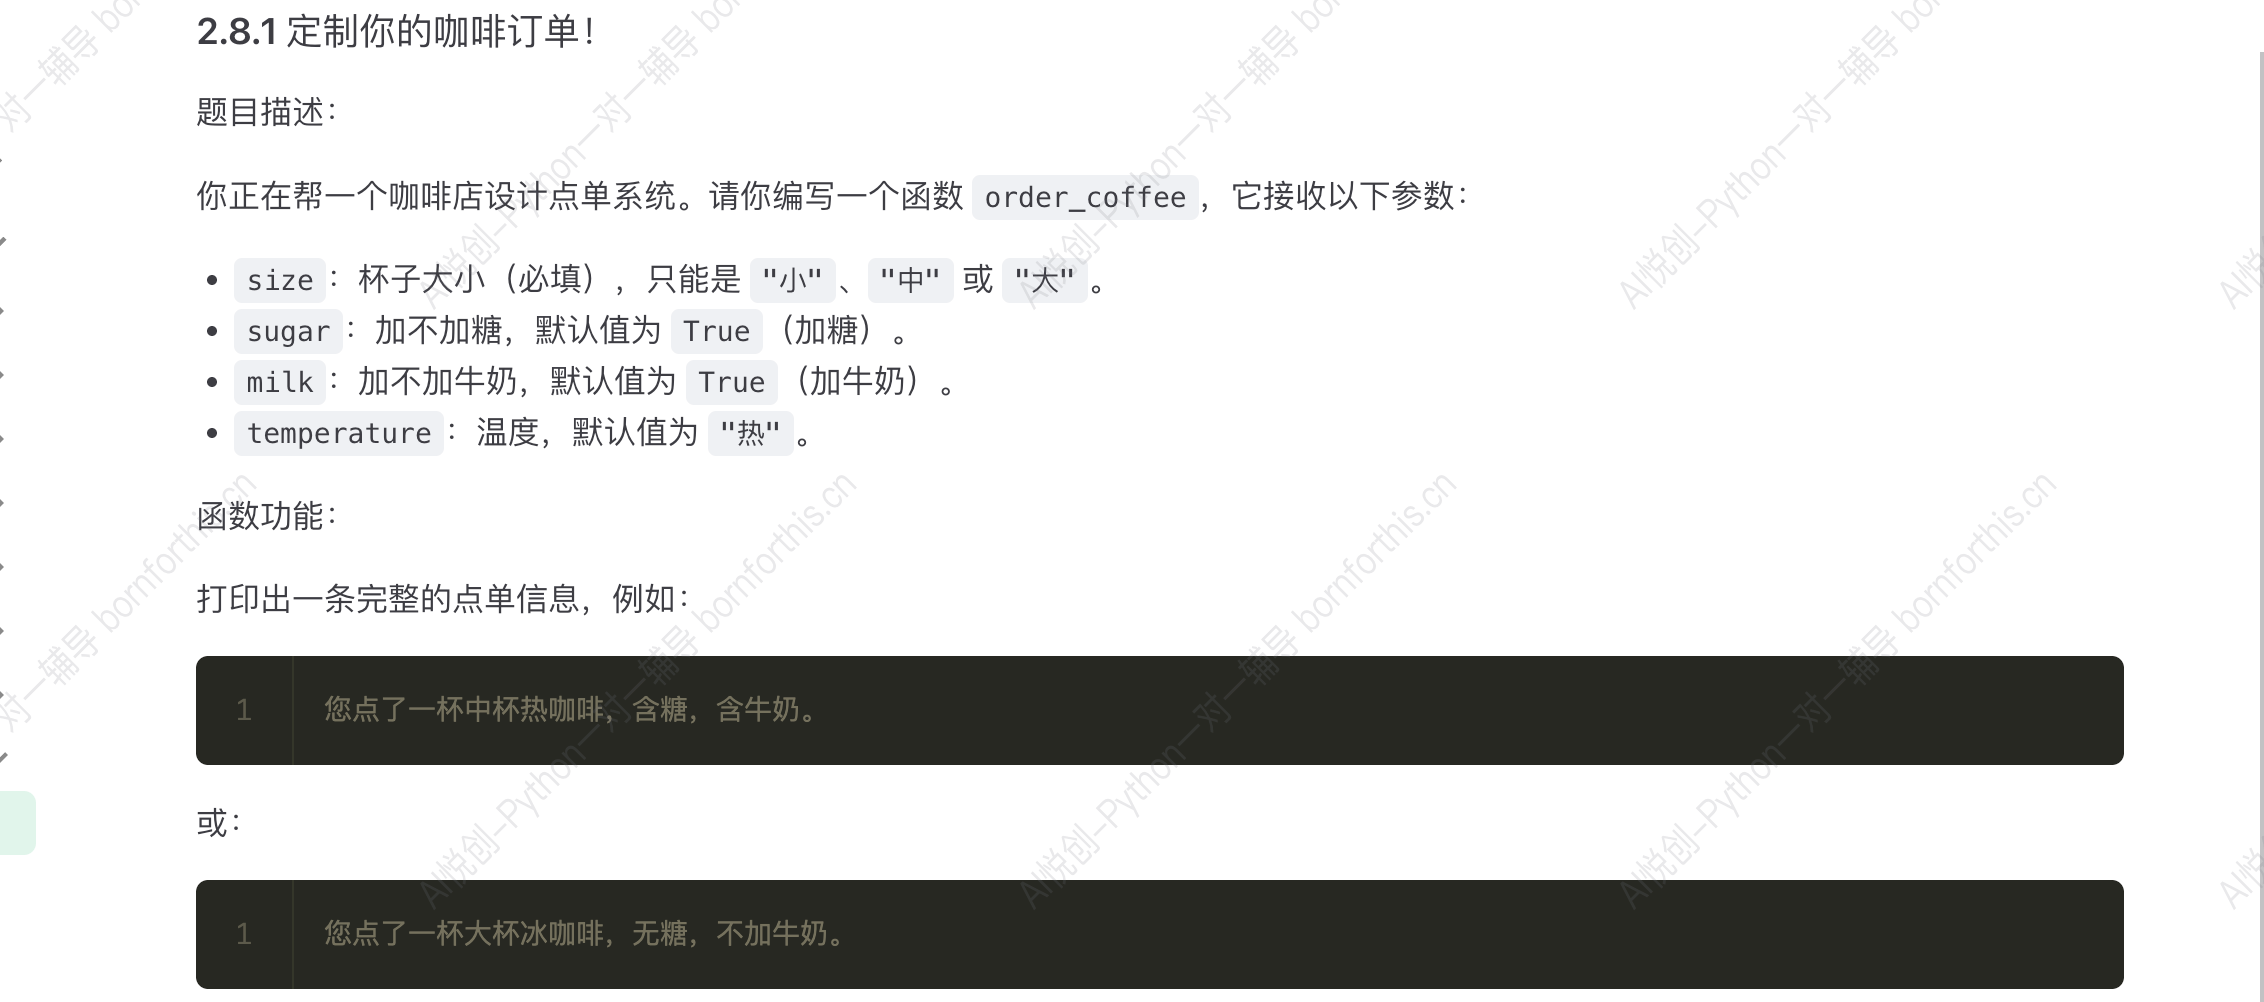 2.8.1 定制你的咖啡订单！
题目描述：
你正在帮一个咖啡店设计点单系统。请你编写一个函数 order_coffee，它接收以下参数：
• size：杯子大小（必填），只能是 "小"、"中" 或 "大"。
• sugar：加不加糖，默认值为 True（加糖）。
• milk：加不加牛奶，默认值为 True（加牛奶）。
• temperature：温度，默认值为 "热"。
函数功能：
打印出一条完整的点单信息，例如：
1 您点了一杯中杯热咖啡，含糖，含牛奶。
或：
1 您点了一杯大杯冰咖啡，无糖，不加牛奶。
AI悦创-Python一对一辅导 bornforthis.cn